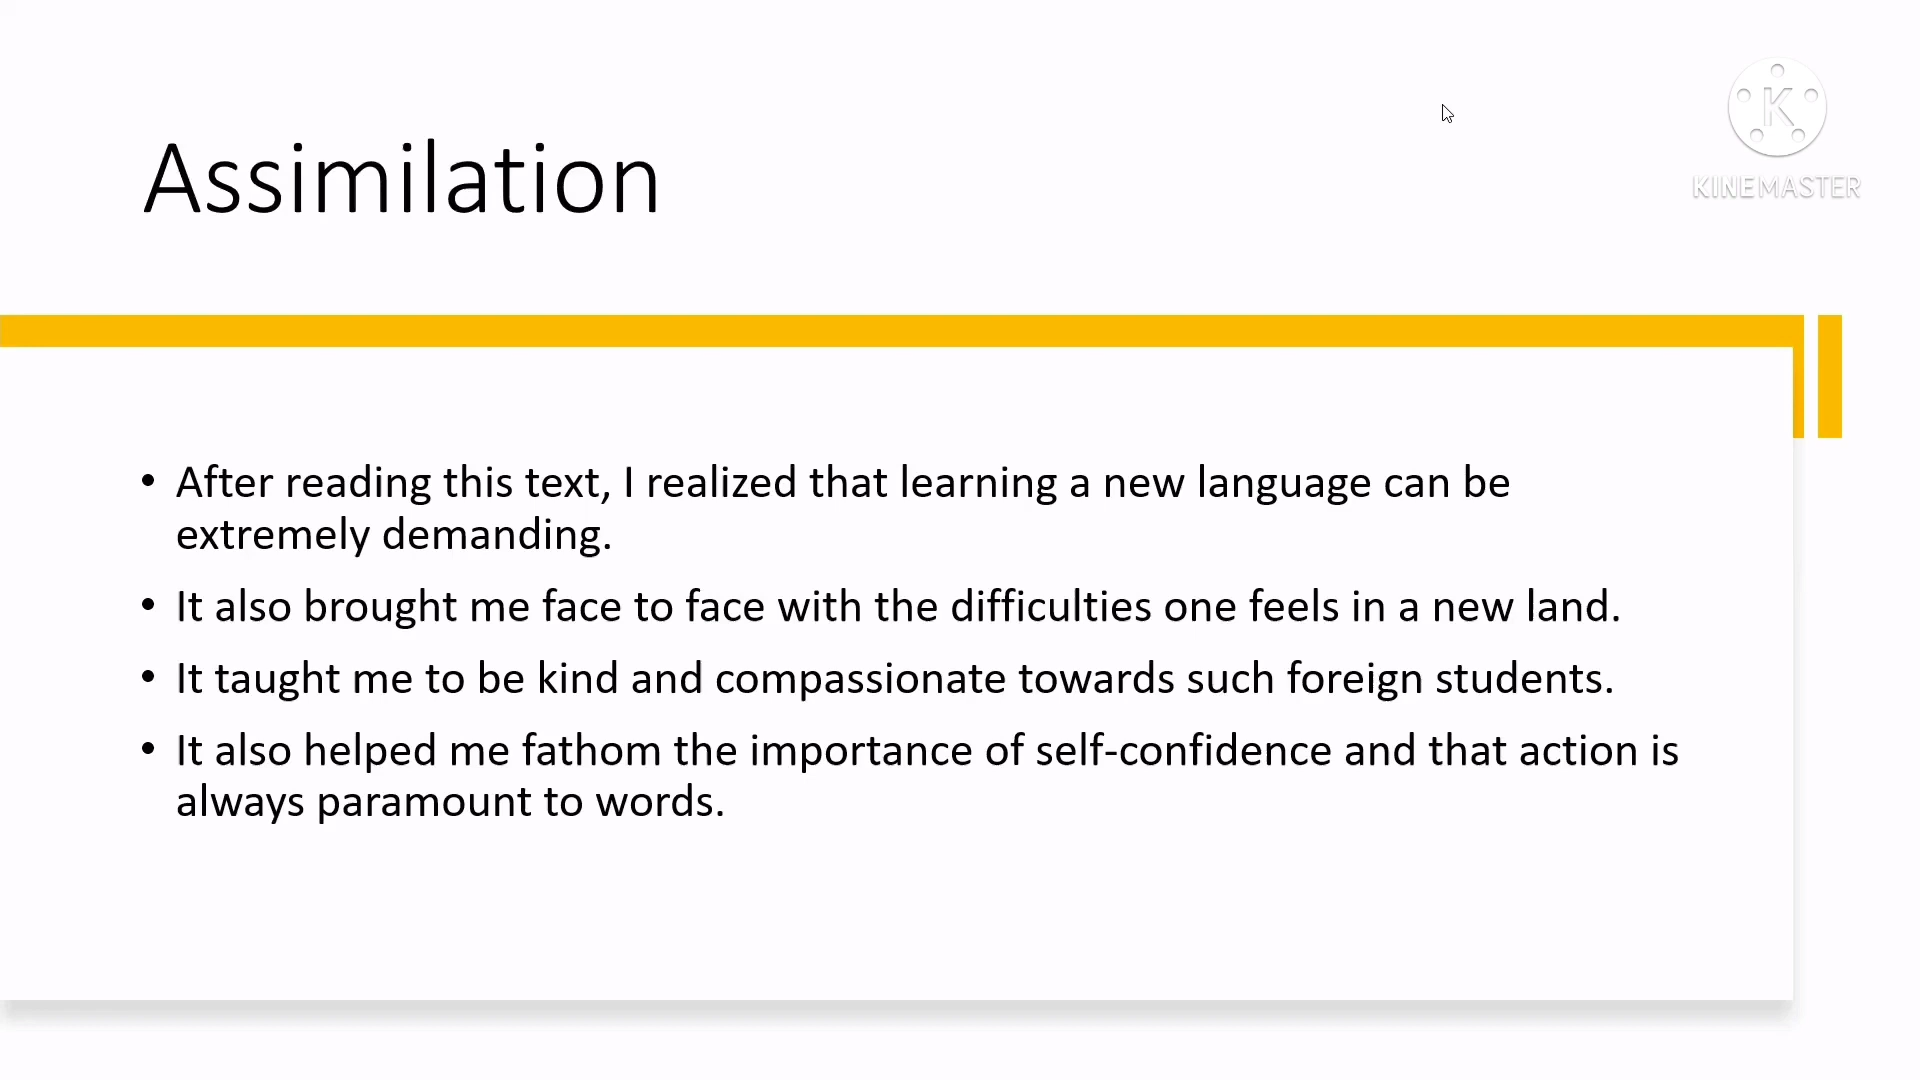 Assimilation
K
KINEMASTER
• After reading this text, I realized that learning a new language can be
extremely demanding.
• It also brought me face to face with the difficulties one feels in a new land.
• It taught me to be kind and compassionate towards such foreign students.
• It also helped me fathom the importance of self-confidence and that action is
always paramount to words.